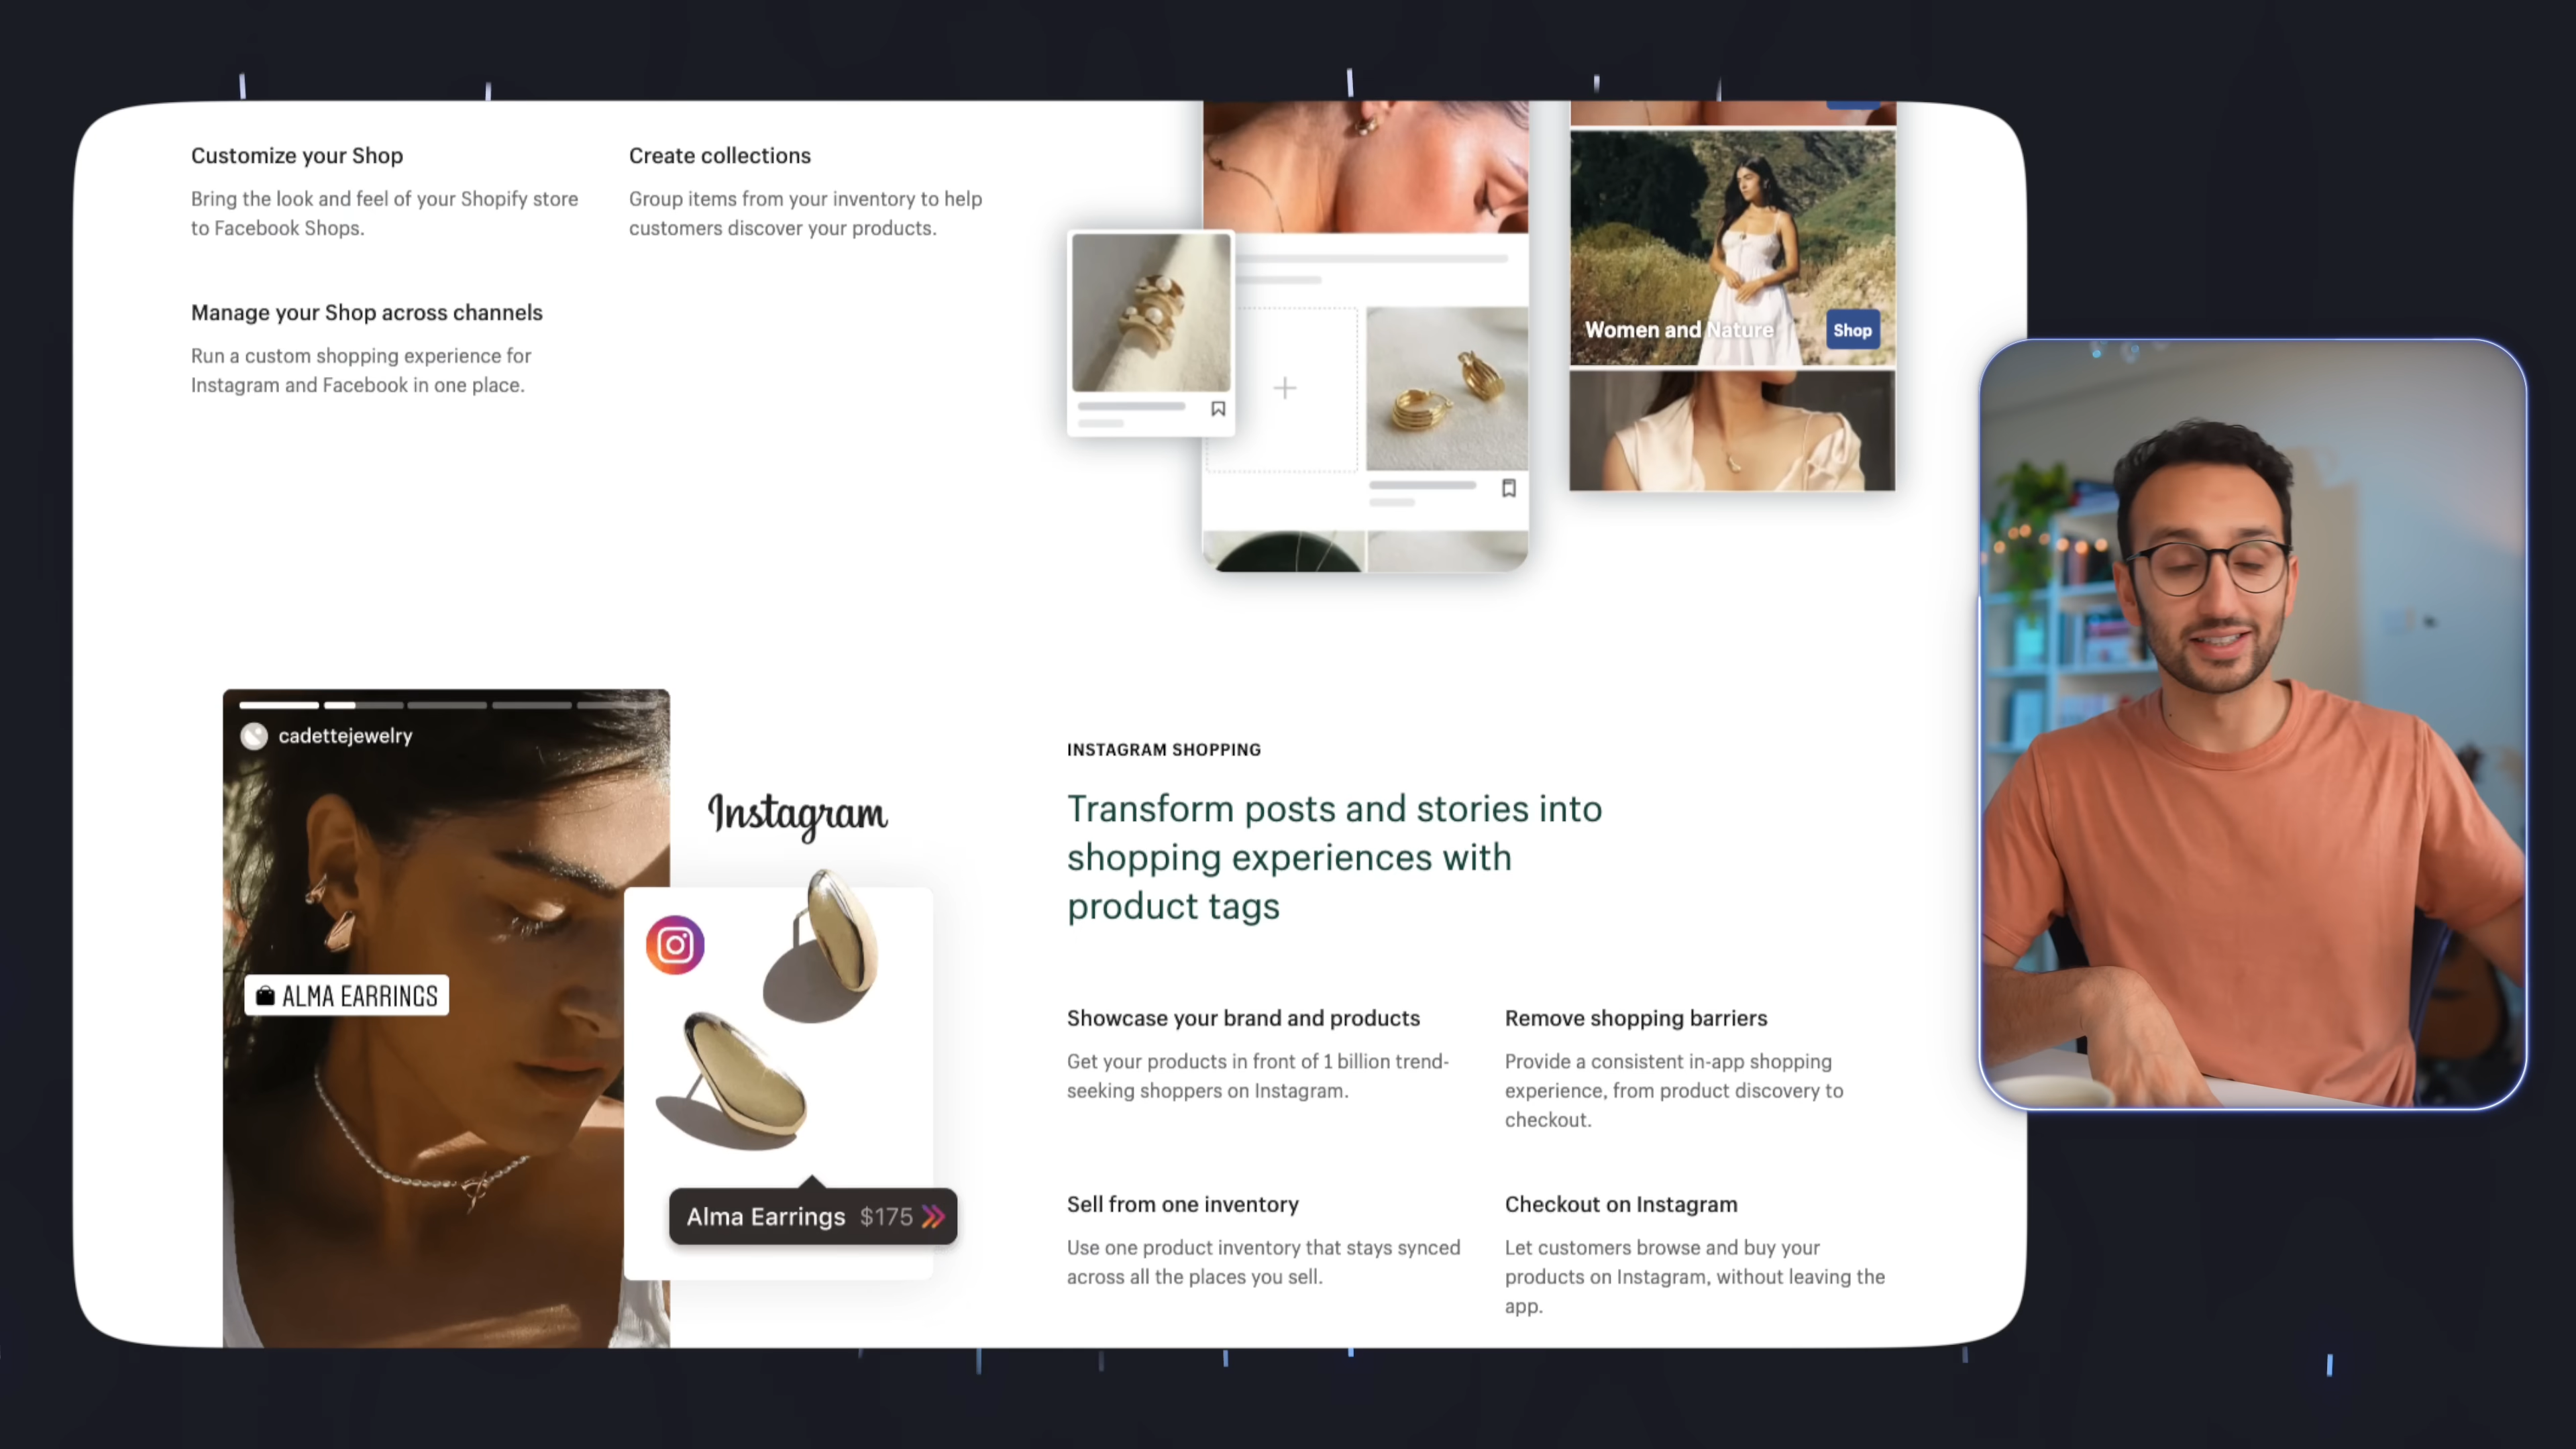 Customize your Shop
Bring the look and feel of your Shopify store
to Facebook Shops.
Create collections
Group items from your inventory to help
customers discover your products.
Manage your Shop across channels
Run a custom shopping experience for
Instagram and Facebook in one place.
Women and Nature
Shop
cadettejewelry
ALMA EARRINGS
Instagram
Alma Earrings $175
INSTAGRAM SHOPPING
Transform posts and stories into
shopping experiences with
product tags
Showcase your brand and products
Get your products in front of 1 billion trend-
seeking shoppers on Instagram.
Remove shopping barriers
Provide a consistent in-app shopping
experience, from product discovery to
checkout.
Sell from one inventory
Use one product inventory that stays synced
across all the places you sell.
Checkout on Instagram
Let customers browse and buy your
products on Instagram, without leaving the
app.